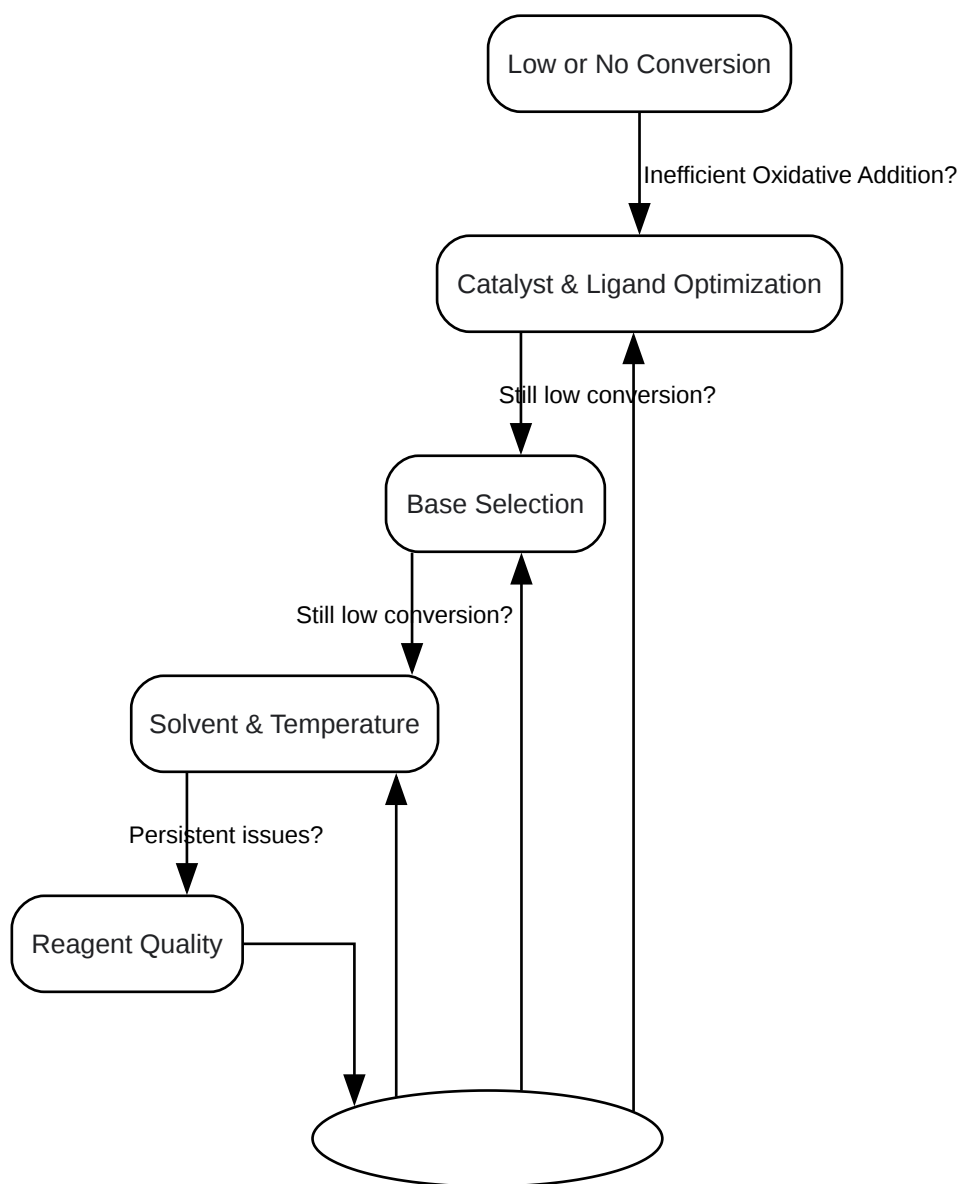 Low or No Conversion
Inefficient Oxidative Addition?
Catalyst & Ligand Optimization
Still low conversion?
Base Selection
Still low conversion?
Solvent & Temperature
Persistent issues?
Reagent Quality